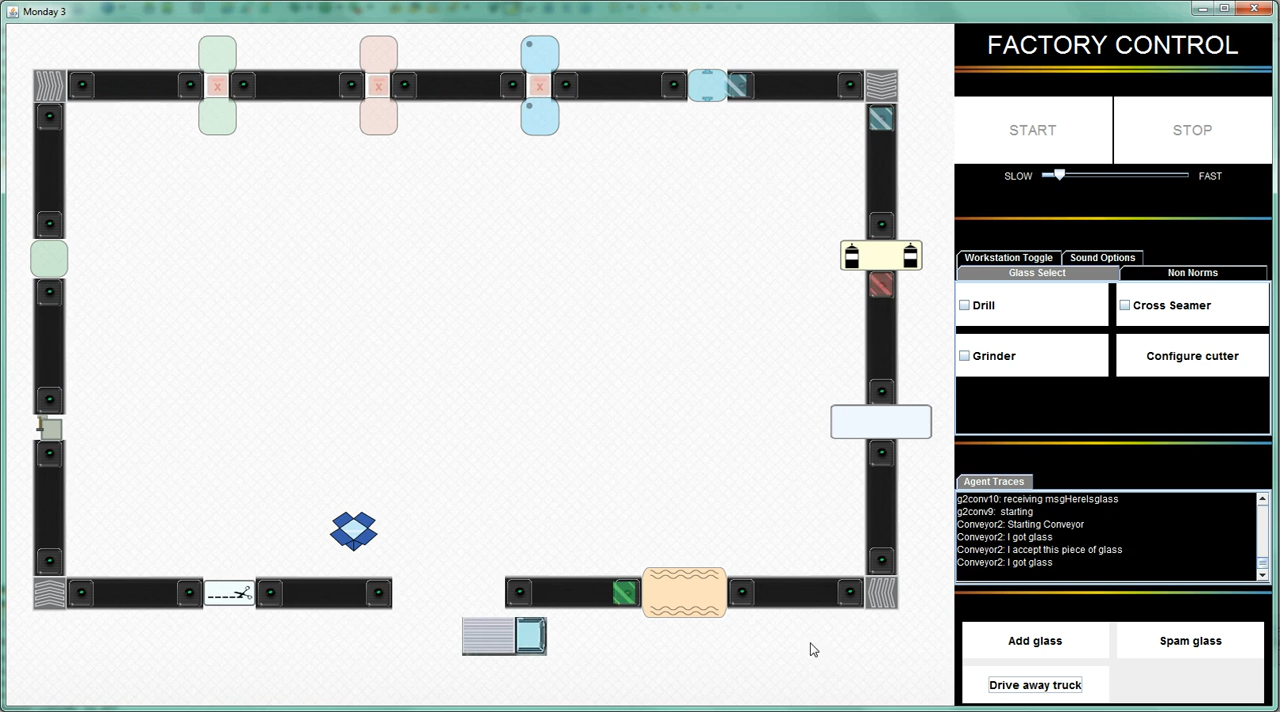 Monday 3
FACTORY CONTROL
START
STOP
SLOW
FAST
Workstation Toggle
Sound Options
Glass Select
Non Norms
Drill
Cross Seamer
Grinder
Configure cutter
Agent Traces
g2conv10: receiving msgHereIsglass
g2conv9: starting
Conveyor2: Starting Conveyor
Conveyor2: I got glass
Conveyor2: I accept this piece of glass
Conveyor2: I got glass
Add glass
Spam glass
Drive away truck
X
X
X